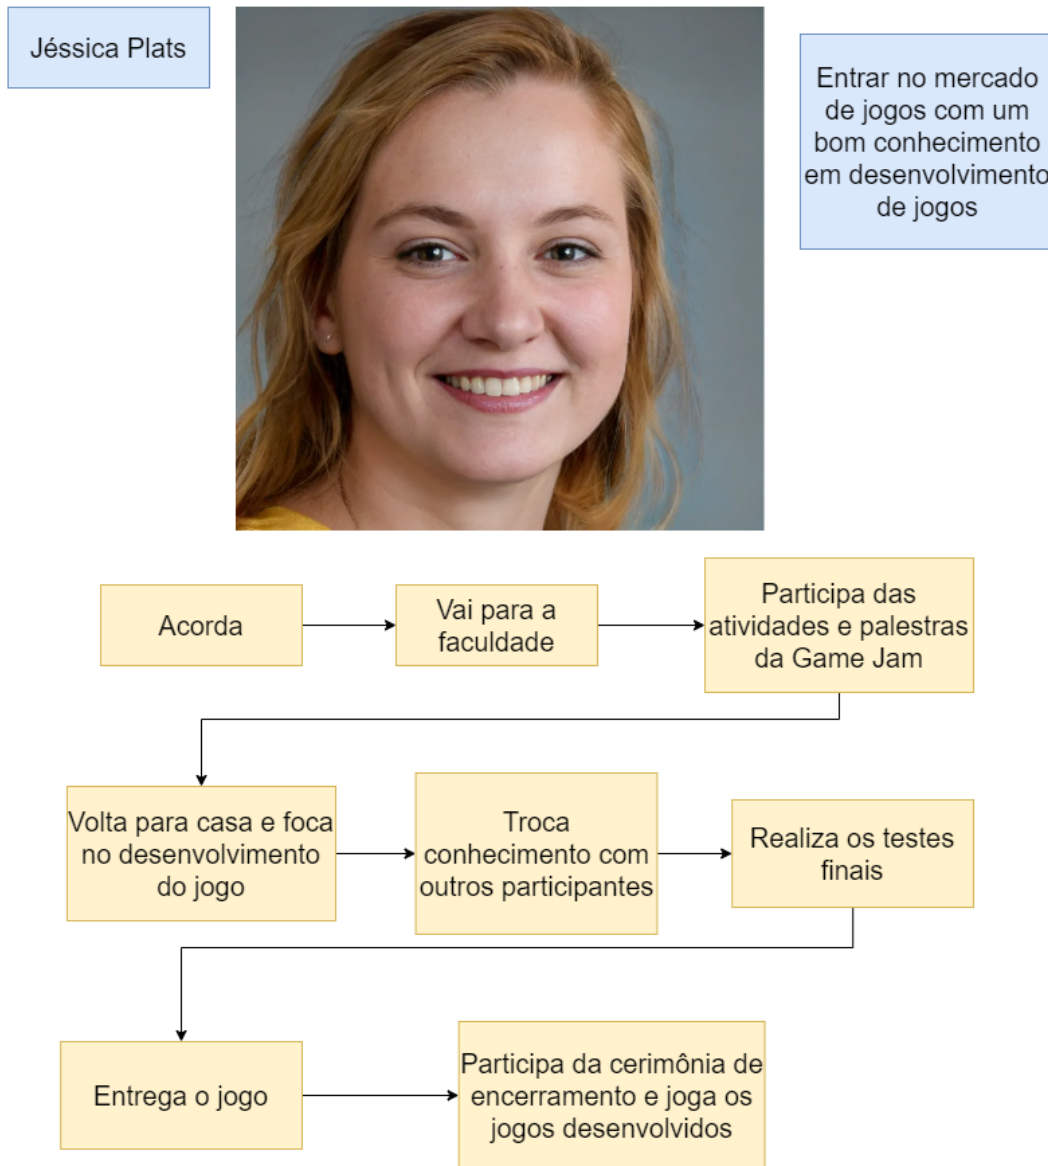 Jéssica Plats
Entrar no mercado
de jogos com um
bom conhecimento
em desenvolvimento
de jogos
Acorda
Vai para a
faculdade
Participa das
atividades e palestras
da Game Jam
Volta para casa e foca
no desenvolvimento
do jogo
Troca
conhecimento com
outros participantes
Realiza os testes
finais
Entrega o jogo
Participa da cerimônia de
encerramento e joga os
jogos desenvolvidos